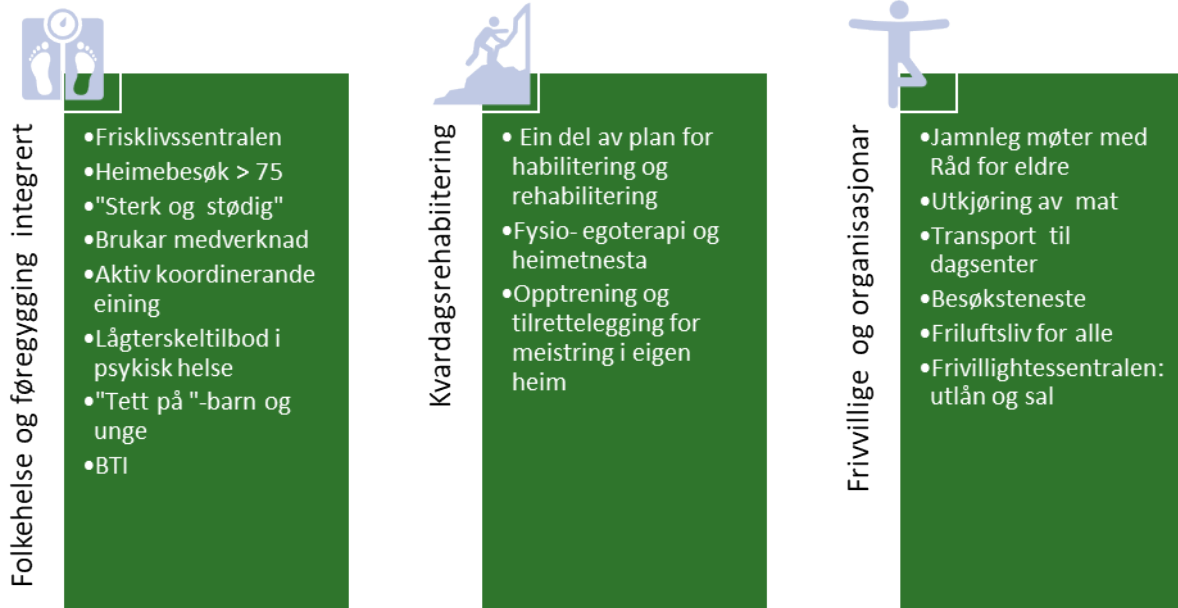 Folkehelse og føregygging integrert
•Frisklivssentralen
•Heimebesøk > 75
•"Sterk og stødig"
•Brukar medverknad
•Aktiv koordinerande
eining
•Lågterskeltilbod i
psykisk helse
•"Tett på "-barn og
unge
•BTI
Kvardagsrehabiitering
• Ein del av plan for
habilitering og
rehabilitering
•Fysio- egoterapi og
heimetnesta
•Opptrening og
tilrettelegging for
meistring i eigen
heim
Frivvillige og organisasjonar
•Jamnleg møter med
Råd for eldre
•Utkjøring av mat
•Transport til
dagsenter
•Besøksteneste
•Friluftsliv for alle
•Frivillightessentralen:
utlån og sal